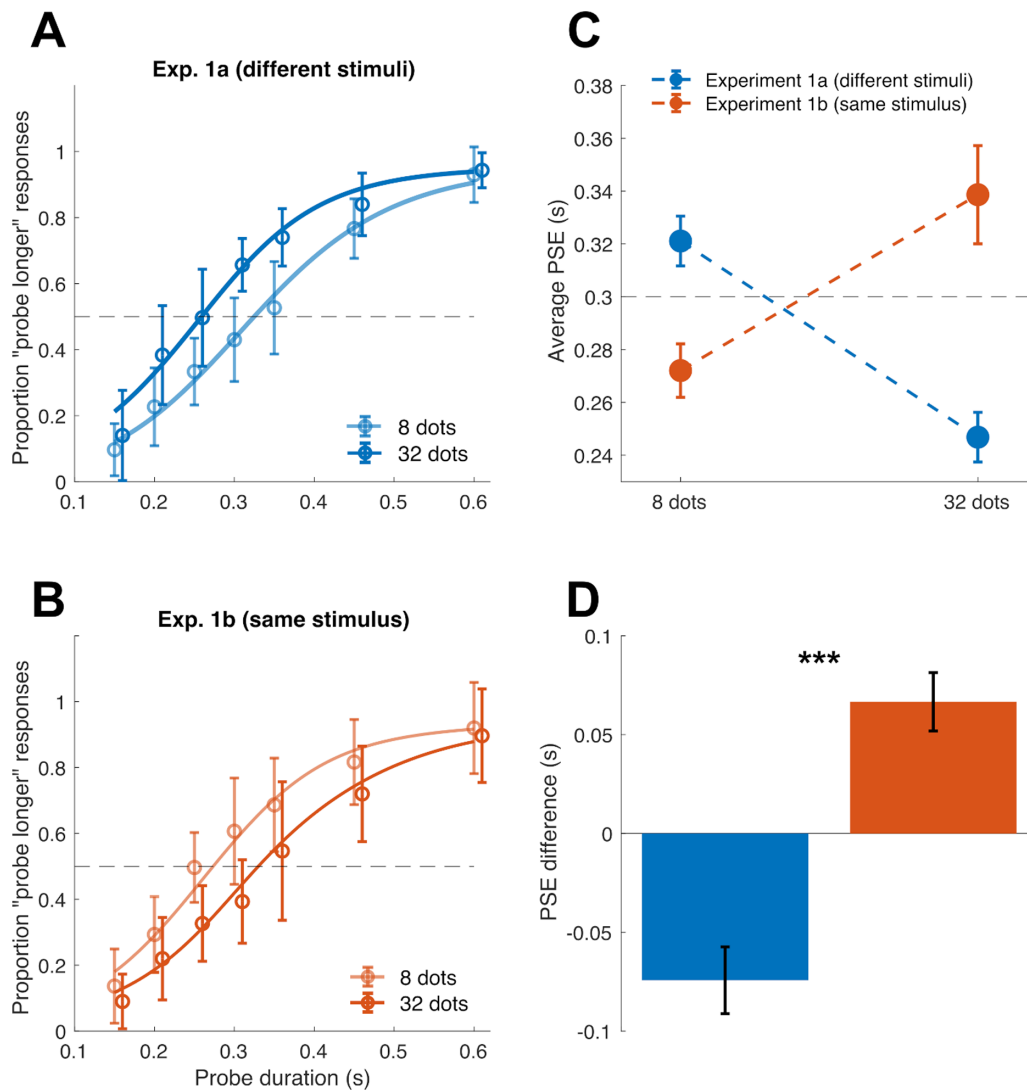 A
Exp. 1a (different stimuli)
Proportion "probe longer" responses
1
0.8
0.6
0.4
0.2
0
0.1
0.2
0.3
0.4
0.5
0.6
8 dots
32 dots
C
Experiment 1a (different stimuli)
Experiment 1b (same stimulus)
Average PSE (s)
0.38
0.36
0.34
0.32
0.3
0.28
0.26
0.24
8 dots
32 dots
B
Exp. 1b (same stimulus)
Proportion "probe longer" responses
1
0.8
0.6
0.4
0.2
0
0.1
0.2
0.3
0.4
0.5
0.6
Probe duration (s)
8 dots
32 dots
D
PSE difference (s)
0.1
0.05
0
-0.05
-0.1
***